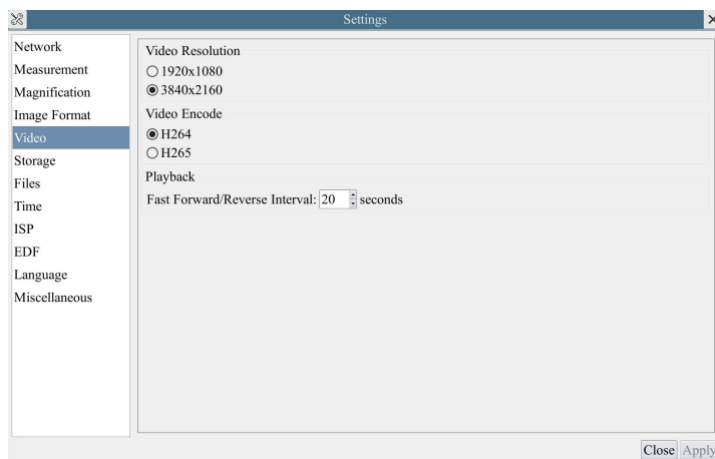 Settings
Network
Measurement
Magnification
Image Format
Video
Storage
Files
Time
ISP
EDF
Language
Miscellaneous
Video Resolution
1920x1080
3840x2160
Video Encode
H264
H265
Playback
Fast Forward/Reverse Interval: 20 seconds
Close Apply